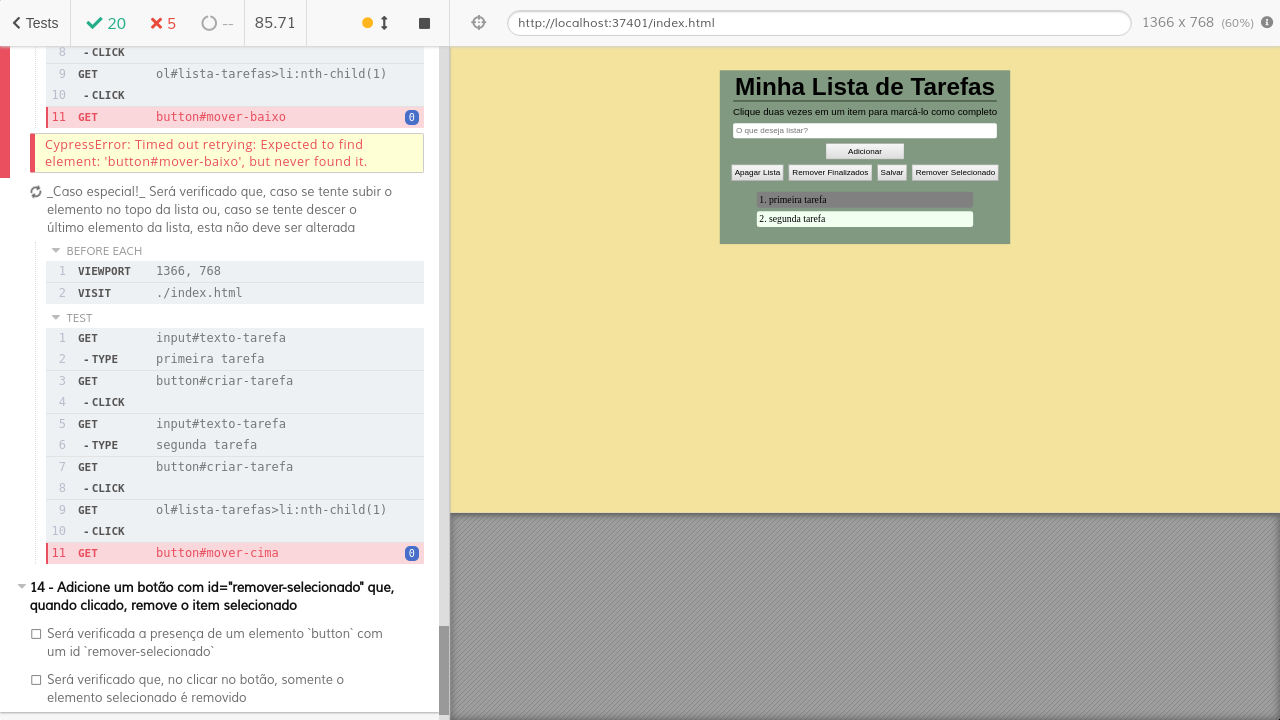 Tests
20
5
--
85.71
http://localhost:37401/index.html
1366 x 768 (60%)
8 - CLICK
9 GET ol#lista-tarefas>li:nth-child(1)
10 - CLICK
11 GET button#mover-baixo 0
CypressError: Timed out retrying: Expected to find
element: 'button#mover-baixo', but never found it.
_Caso especial!_ Será verificado que, caso se tente subir o
elemento no topo da lista ou, caso se tente descer o
último elemento da lista, esta não deve ser alterada
BEFORE EACH
1 VIEWPORT 1366, 768
2 VISIT ./index.html
TEST
1 GET input#texto-tarefa
2 - TYPE primeira tarefa
3 GET button#criar-tarefa
4 - CLICK
5 GET input#texto-tarefa
6 - TYPE segunda tarefa
7 GET button#criar-tarefa
8 - CLICK
9 GET ol#lista-tarefas>li:nth-child(1)
10 - CLICK
11 GET button#mover-cima 0
14 - Adicione um botão com id="remover-selecionado" que,
quando clicado, remove o item selecionado
Será verificada a presença de um elemento `button` com
um id `remover-selecionado`
Será verificado que, no clicar no botão, somente o
elemento selecionado é removido
Minha Lista de Tarefas
Clique duas vezes em um item para marcá-lo como completo
O que deseja listar?
Adicionar
Apagar Lista Remover Finalizados Salvar Remover Selecionado
1. primeira tarefa
2. segunda tarefa